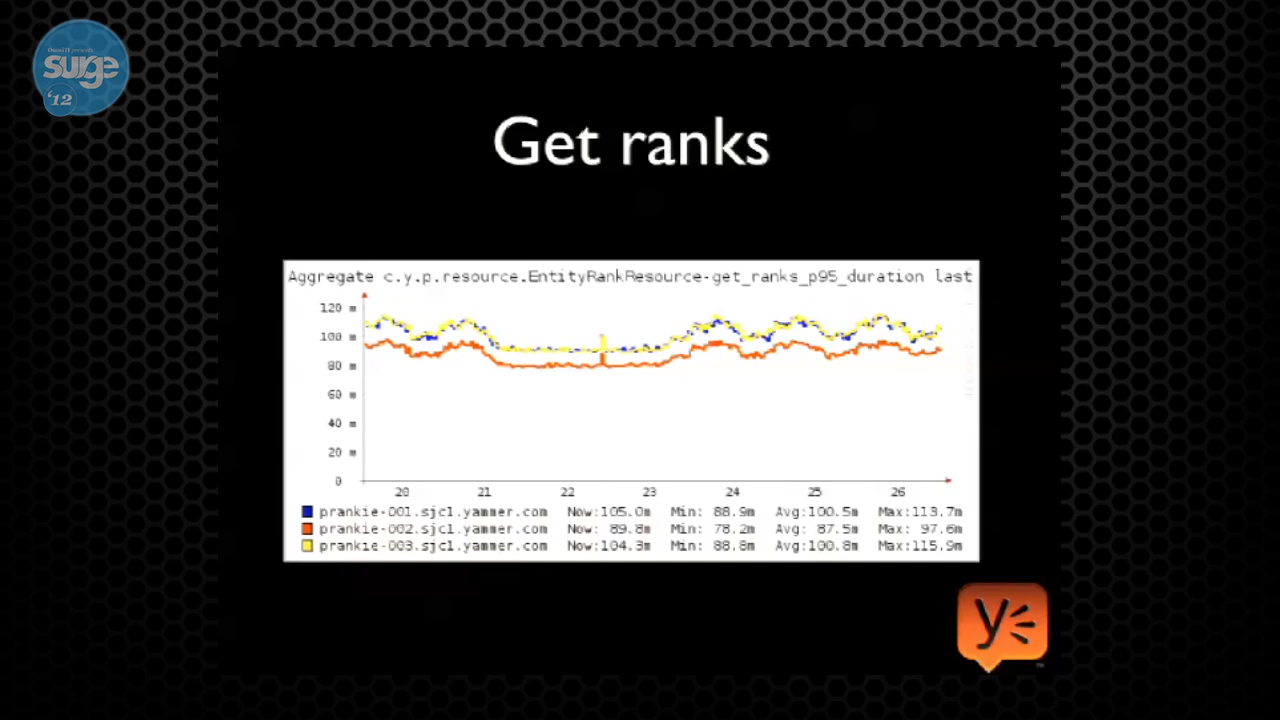 OmniTI presents
surge
'12
Get ranks
Aggregate c.y.p.resource.EntityRankResource-get_ranks_p95_duration last
120 m
100 m
80 m
60 m
40 m
20 m
0
20 21 22 23 24 25 26
prankie-001.sjc1.yammer.com Now:105.0m Min: 88.9m Avg:100.5m Max:113.7m
prankie-002.sjc1.yammer.com Now: 89.8m Min: 78.2m Avg: 87.5m Max: 97.6m
prankie-003.sjc1.yammer.com Now:104.3m Min: 88.8m Avg:100.8m Max:115.9m
y